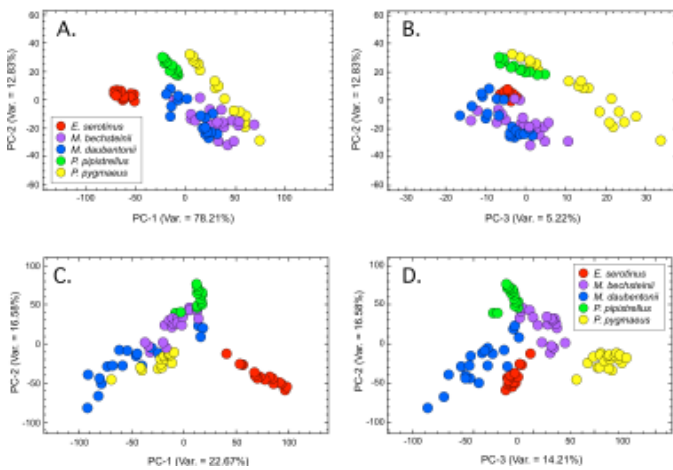 A.
60
40
20
0
-20
-40
-60
PC-2 (Var. = 12.83%)
E. serotinus
M. bechsteinii
M. daubentonii
P. pipistrellus
P. pygmaeus
-100
-50
0
50
100
PC-1 (Var. = 78.21%)
B.
60
40
20
0
-20
-40
-60
PC-2 (Var. = 12.83%)
-30
-20
-10
0
10
20
30
PC-3 (Var. = 5.22%)
C.
100
50
0
-50
-100
PC-2 (Var. = 16.58%)
-100
-50
0
50
100
PC-1 (Var. = 22.67%)
D.
100
50
0
-50
-100
PC-2 (Var. = 16.58%)
E. serotinus
M. bechsteinii
M. daubentonii
P. pipistrellus
P. pygmaeus
-100
-50
0
50
100
PC-3 (Var. = 14.21%)